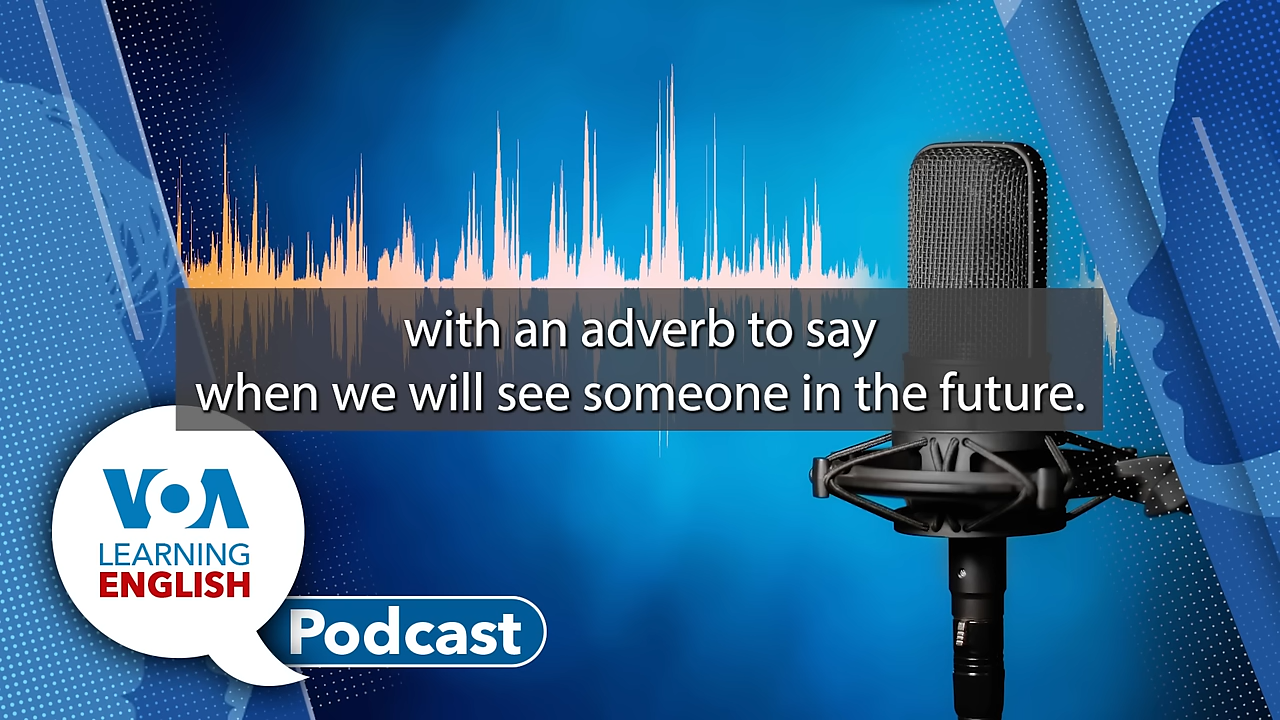 with an adverb to say
when we will see someone in the future.
VOA
LEARNING
ENGLISH
Podcast